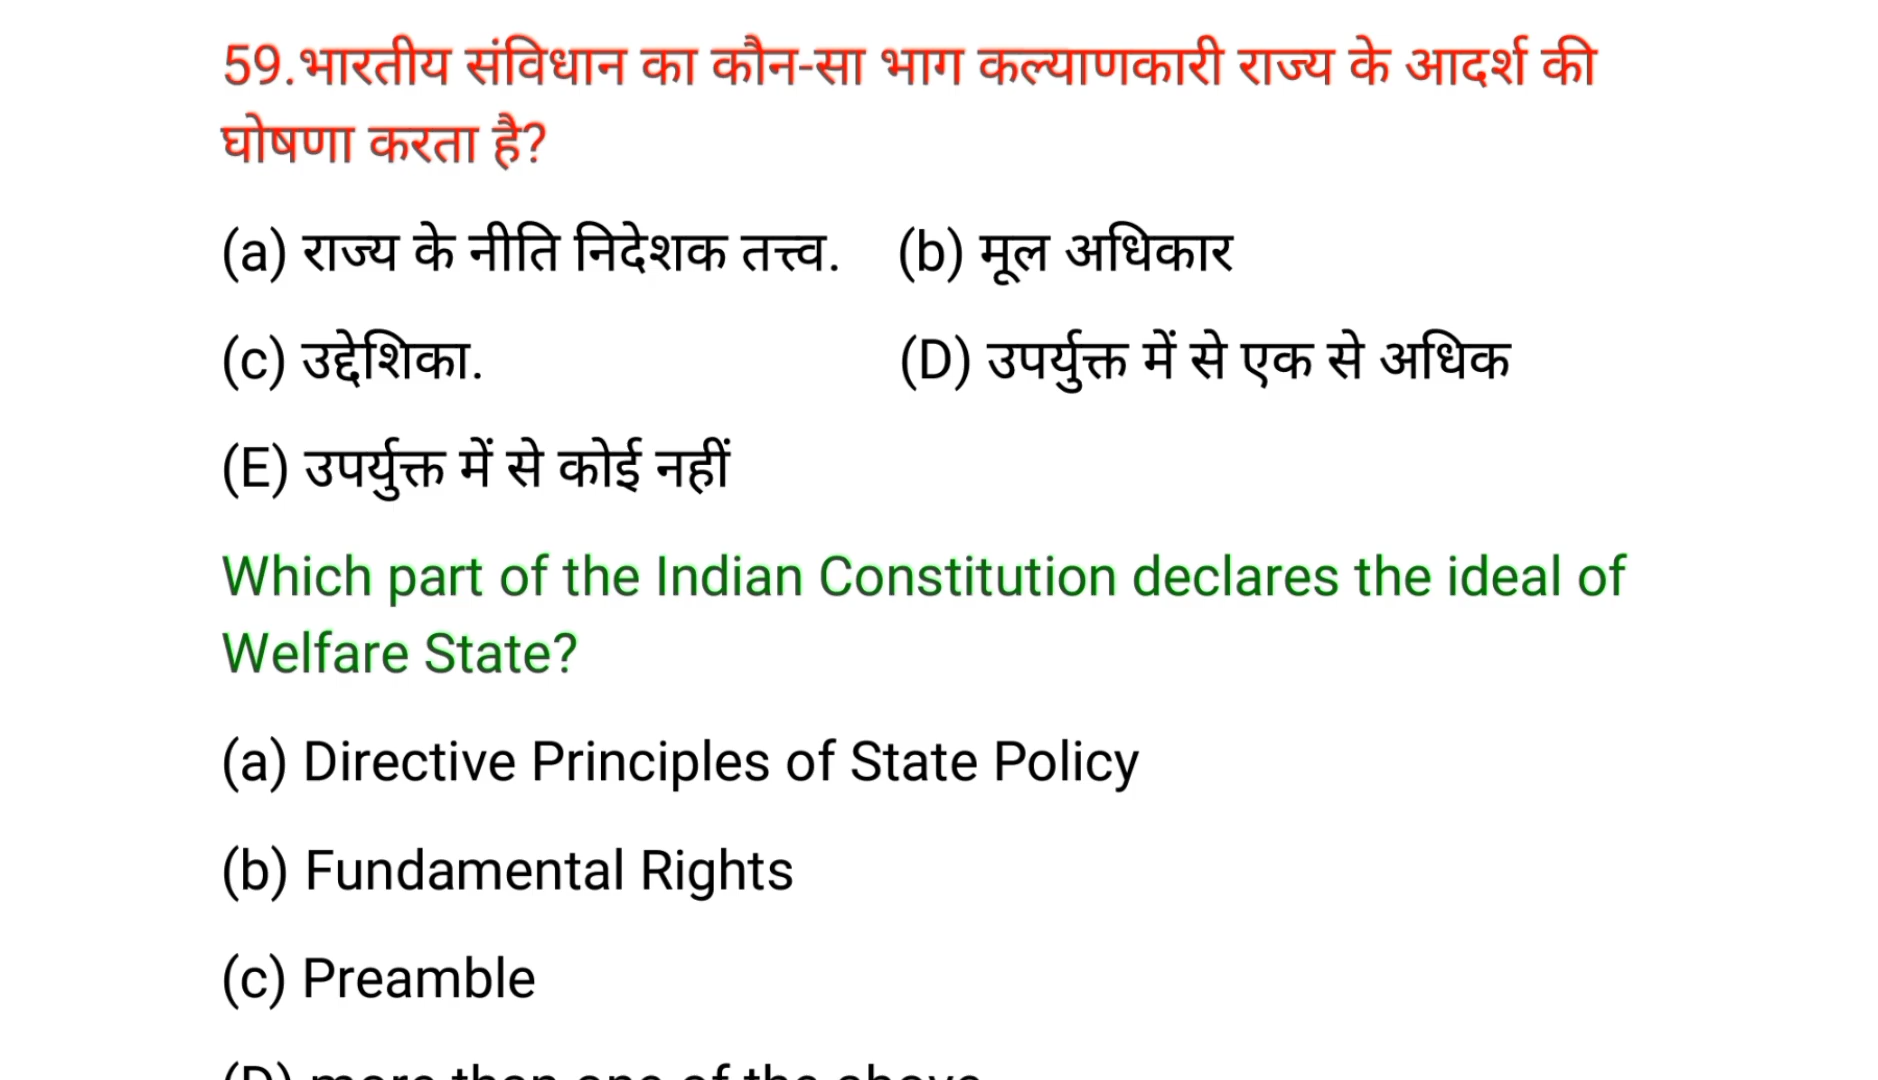 59.भारतीय संविधान का कौन-सा भाग कल्याणकारी राज्य के आदर्श की
घोषणा करता है?
(a) राज्य के नीति निदेशक तत्त्व. (b) मूल अधिकार
(c) उद्देशिका. (D) उपर्युक्त में से एक से अधिक
(E) उपर्युक्त में से कोई नहीं
Which part of the Indian Constitution declares the ideal of
Welfare State?
(a) Directive Principles of State Policy
(b) Fundamental Rights
(c) Preamble
(D) more than one of the above